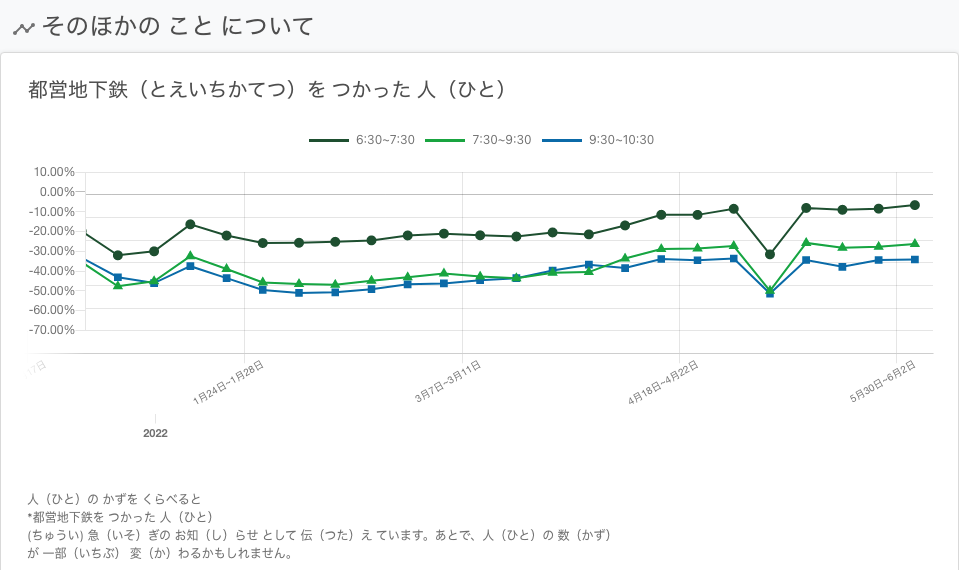 そのほかの こと について
都営地下鉄（とえいちかてつ）を つかった 人（ひと）
6:30~7:30 7:30~9:30 9:30~10:30
10.00%
0.00%
-10.00%
-20.00%
-30.00%
-40.00%
-50.00%
-60.00%
-70.00%
1月24日~1月28日 3月7日~3月11日 4月18日~4月22日 5月30日~6月2日
2022
人（ひと）の かずを くらべると
*都営地下鉄を つかった 人（ひと）
(ちゅうい) 急（いそ）ぎの お知（し）らせ として 伝（つた）え ています。あとで、人（ひと）の 数（かず）
が 一部（いちぶ） 変（か）わるかもしれません。